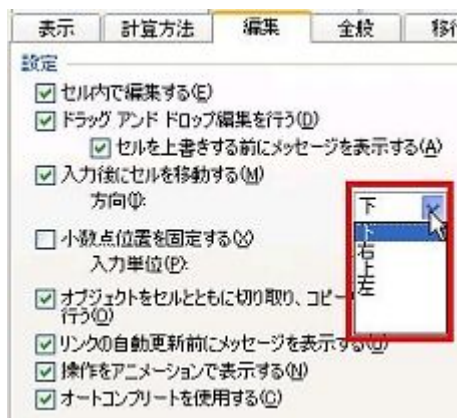 表示 計算方法 編集 全般 移行
設定
セル内で編集する(E)
ドラッグ アンド ドロップ編集を行う(D)
セルを上書きする前にメッセージを表示する(A)
入力後にセルを移動する(M)
方向(I): 下
下
右
上
左
小数点位置を固定する(X)
入力単位(P):
オブジェクトをセルとともに切り取り、コピー
行う(O)
リンクの自動更新前にメッセージを表示する(U)
操作をアニメーションで表示する(N)
オートコンプリートを使用する(C)